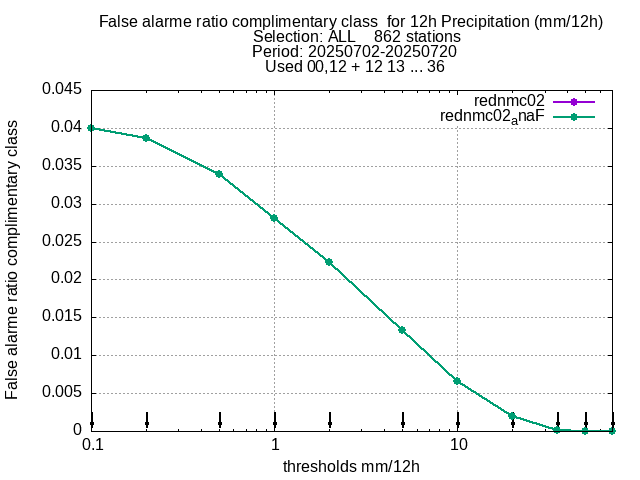 False alarme ratio complimentary class  for 12h Precipitation (mm/12h)
Selection: ALL    862 stations
Period: 20250702-20250720
Used 00,12 + 12 13 ... 36
rednmc02
rednmc02anaF
False alarme ratio complimentary class
0.045
0.04
0.035
0.03
0.025
0.02
0.015
0.01
0.005
0
0.1
1
10
thresholds mm/12h